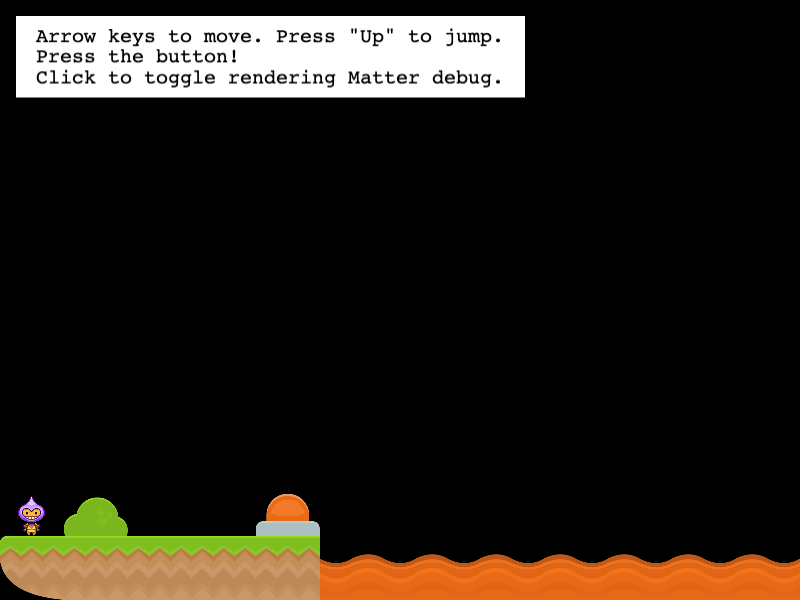 Arrow keys to move. Press "Up" to jump.
Press the button!
Click to toggle rendering Matter debug.